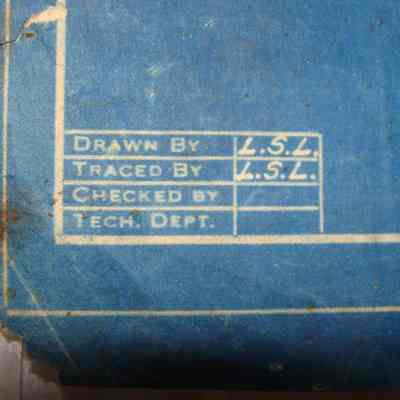 DRAWN BY L.S.L.
TRACED BY L.S.L.
CHECKED BY
TECH. DEPT.